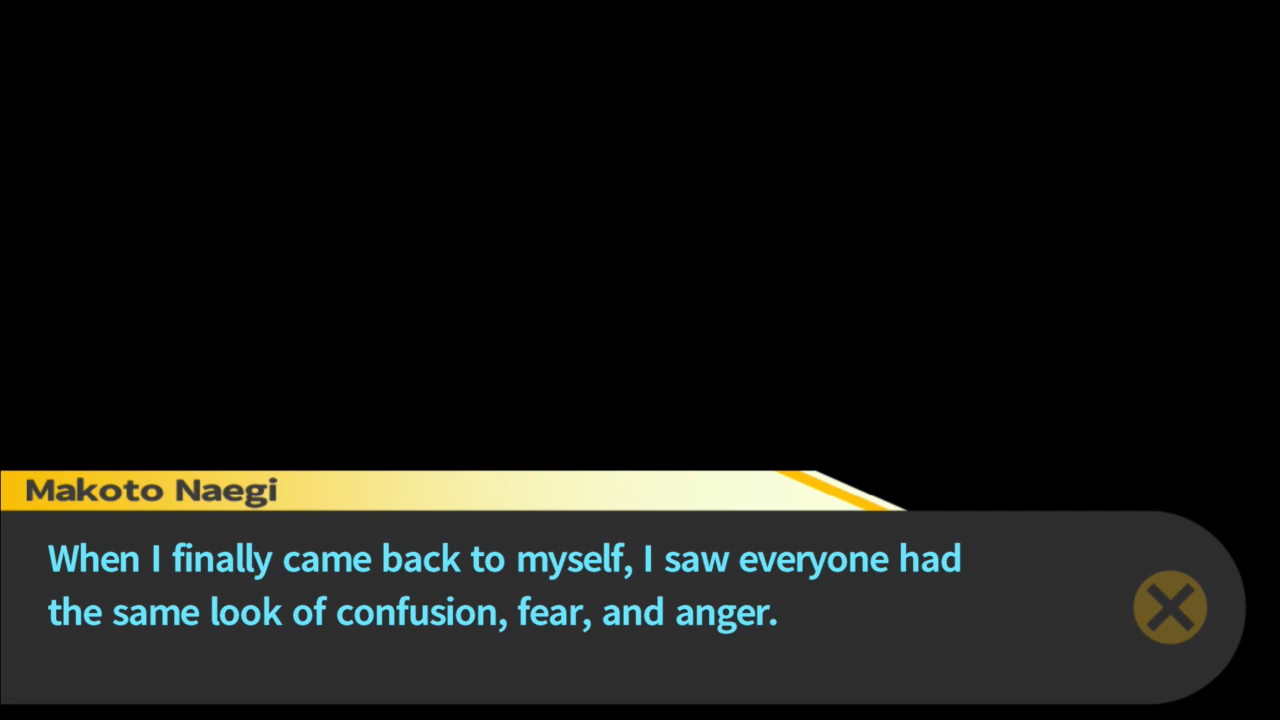 Makoto Naegi
When I finally came back to myself, I saw everyone had
the same look of confusion, fear, and anger.